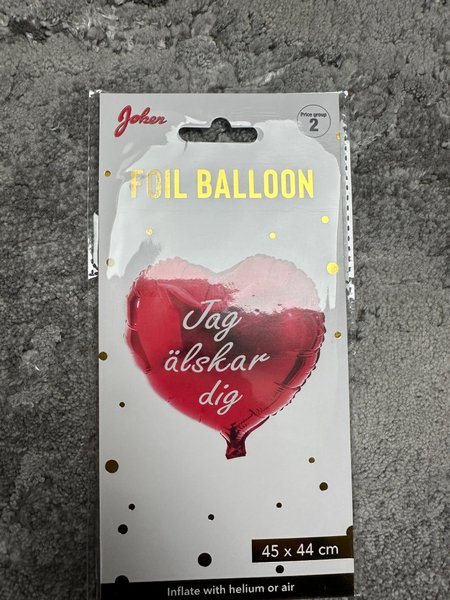 Joker
Price group
2
FOIL BALLOON
Jag
älskar
dig
45 x 44 cm
Inflate with helium or air